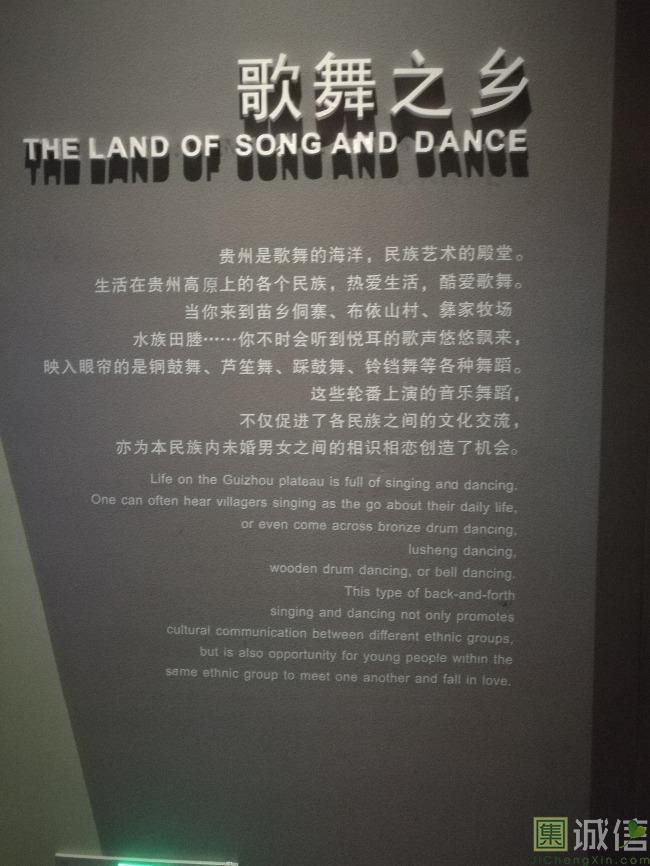 歌舞之乡
THE LAND OF SONG AND DANCE
贵州是歌舞的海洋，民族艺术的殿堂。
生活在贵州高原上的各个民族，热爱生活，酷爱歌舞。
当你来到苗乡侗寨、布依山村、彝家牧场
水族田塍……你不时会听到悦耳的歌声悠悠飘来，
映入眼帘的是铜鼓舞、芦笙舞、踩鼓舞、铃铛舞等各种舞蹈。
这些轮番上演的音乐舞蹈，
不仅促进了各民族之间的文化交流，
亦为本民族内未婚男女之间的相识相恋创造了机会。
Life on the Guizhou plateau is full of singing and dancing.
One can often hear villagers singing as the go about their daily life,
or even come across bronze drum dancing,
lusheng dancing,
wooden drum dancing, or bell dancing.
This type of back-and-forth
singing and dancing not only promotes
cultural communication between different ethnic groups,
but is also opportunity for young people within the
same ethnic group to meet one another and fall in love.
集诚信
JiChengXin.com